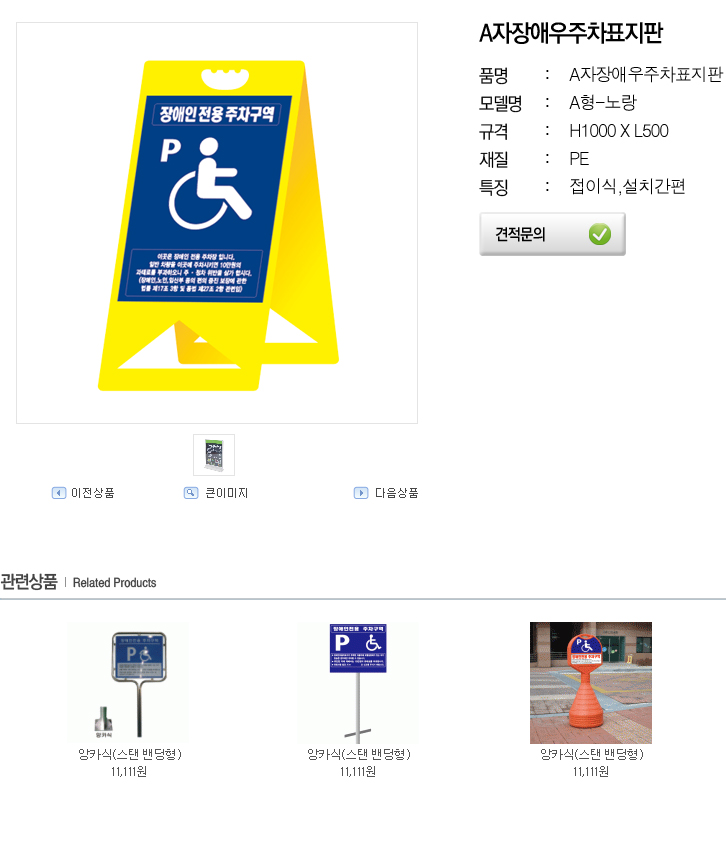 A자장애우주차표지판
품명 : A자장애우주차표지판
모델명 : A형-노랑
규격 : H1000 X L500
재질 : PE
특징 : 접이식,설치간편
견적문의
장애인 전용 주차구역
P
이곳은 장애인 전용 주차장 입니다.
일반 차량을 이곳에 주차시키면 10만원의
과태료를 부과하오니 주·정차 위반을 삼가 합시다.
(장애인,노인,임산부 등의 편의 증진 보장에 관한
법률 제17조 3항 및 동법 제27조 2항 관련임)
이전상품
큰이미지
다음상품
관련상품 | Related Products
장애인전용 주차구역
P
앙카식
앙카식(스탠 밴딩형)
11,111원
장애인전용 주차구역
P
앙카식(스탠 밴딩형)
11,111원
P
장애인전용 주차구역
앙카식(스탠 밴딩형)
11,111원